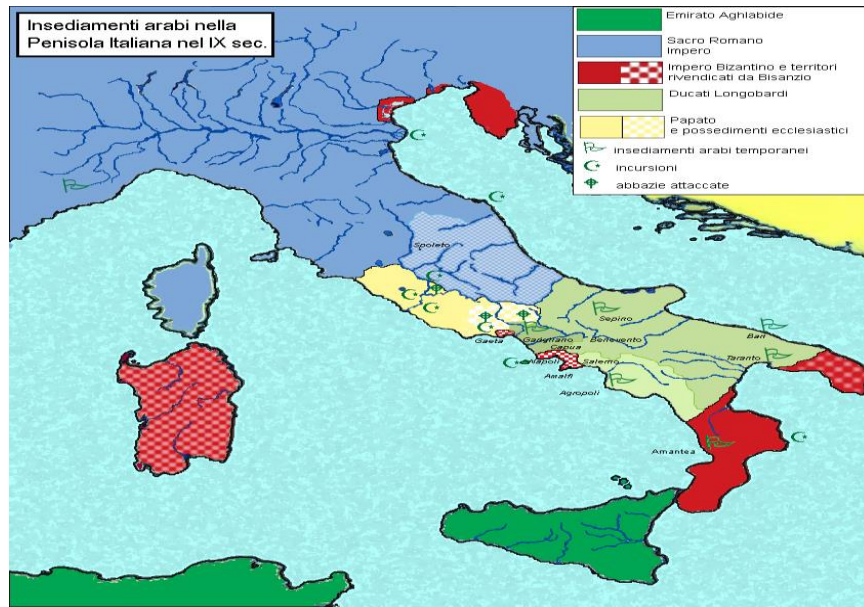 Insediamenti arabi nella
Penisola Italiana nel IX sec.
Emirato Aghlabide
Sacro Romano
Impero
Impero Bizantino e territori
rivendicati da Bisanzio
Ducati Longobardi
Papato
e possedimenti ecclesiastici
insediamenti arabi temporanei
incursioni
abbazie attaccate
Spoleto
Sepino
Bari
Gaeta
Garigliano
Benevento
Capua
Napoli
Salerno
Taranto
Amalfi
Agropoli
Amantea